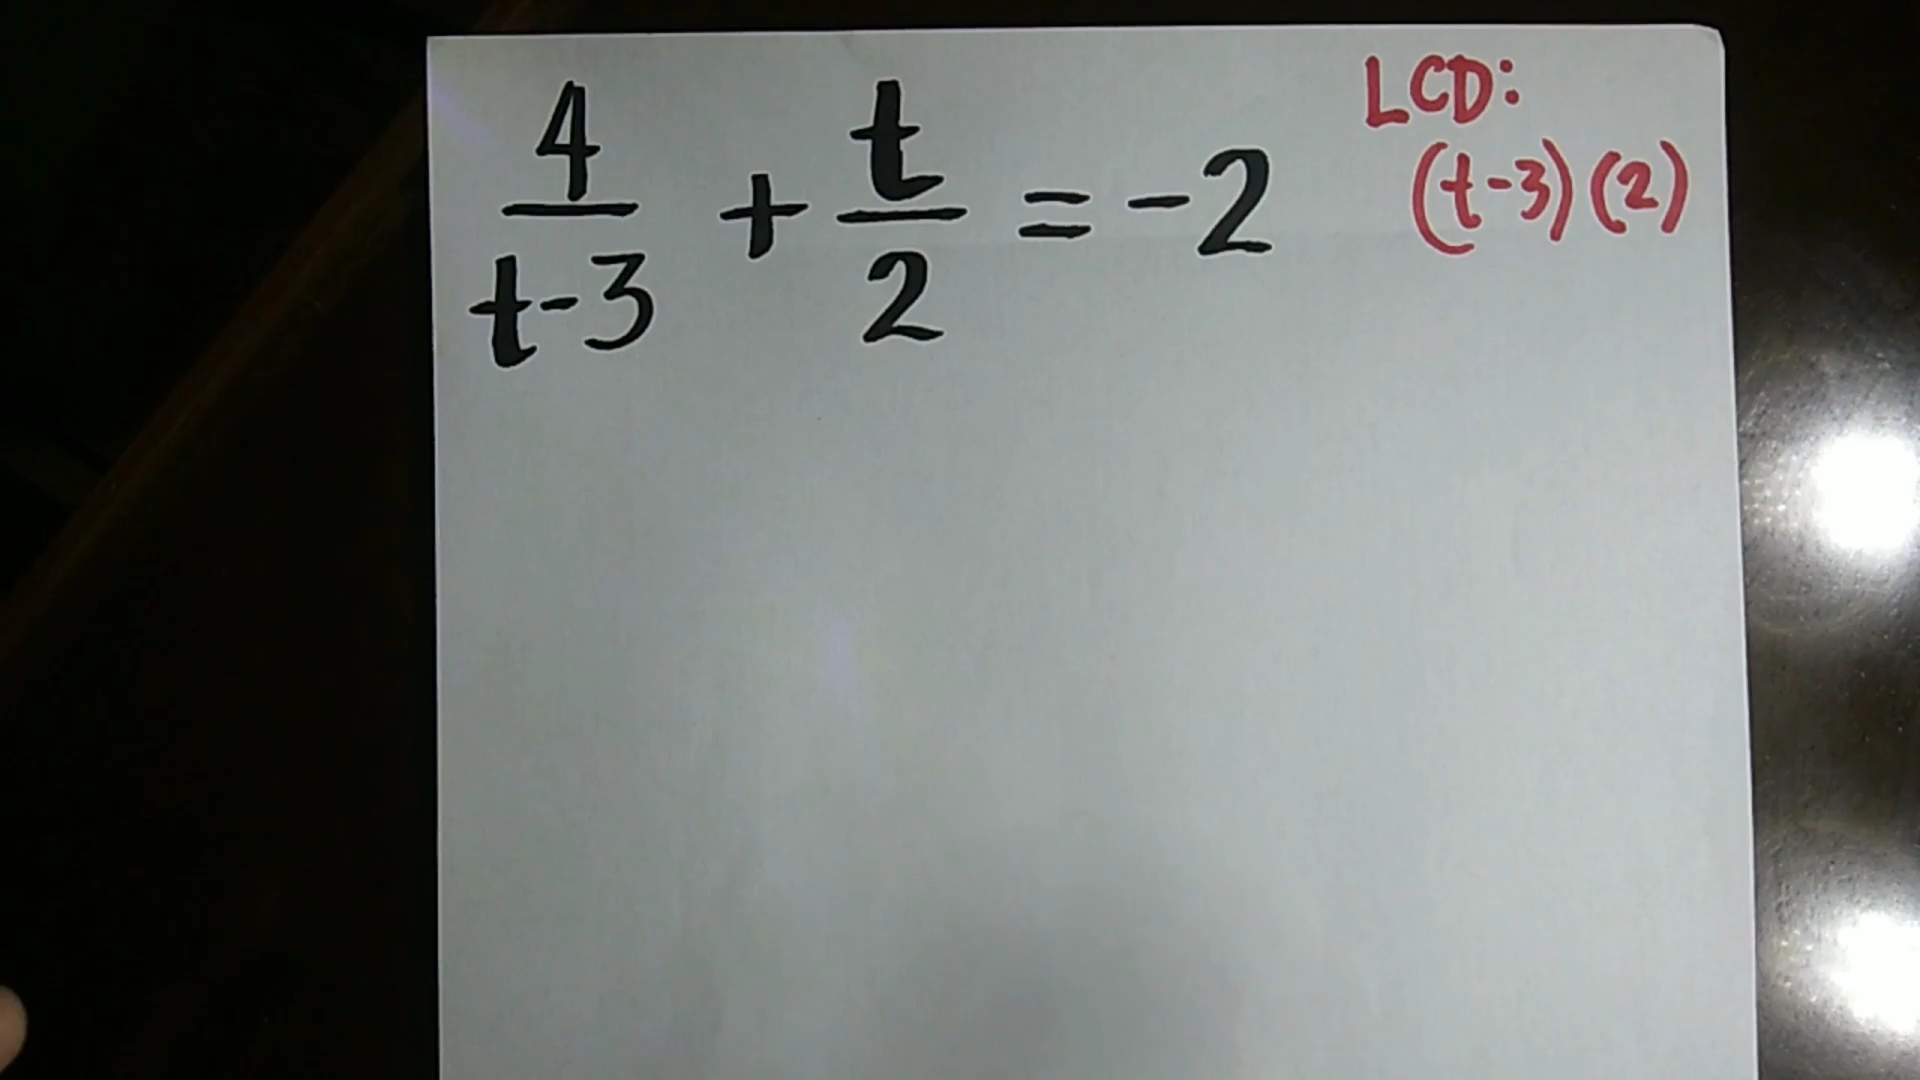 4/(t-3) + t/2 = -2
LCD:
(t-3)(2)